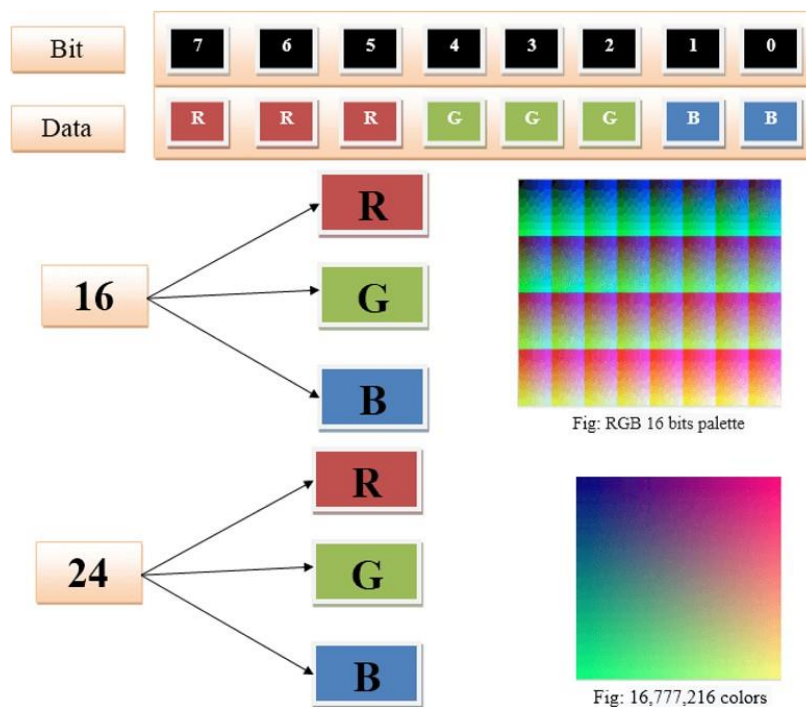 Bit 7 6 5 4 3 2 1 0
Data R R R G G G B B
R
16 G
B
Fig: RGB 16 bits palette
R
24 G
B
Fig: 16,777,216 colors